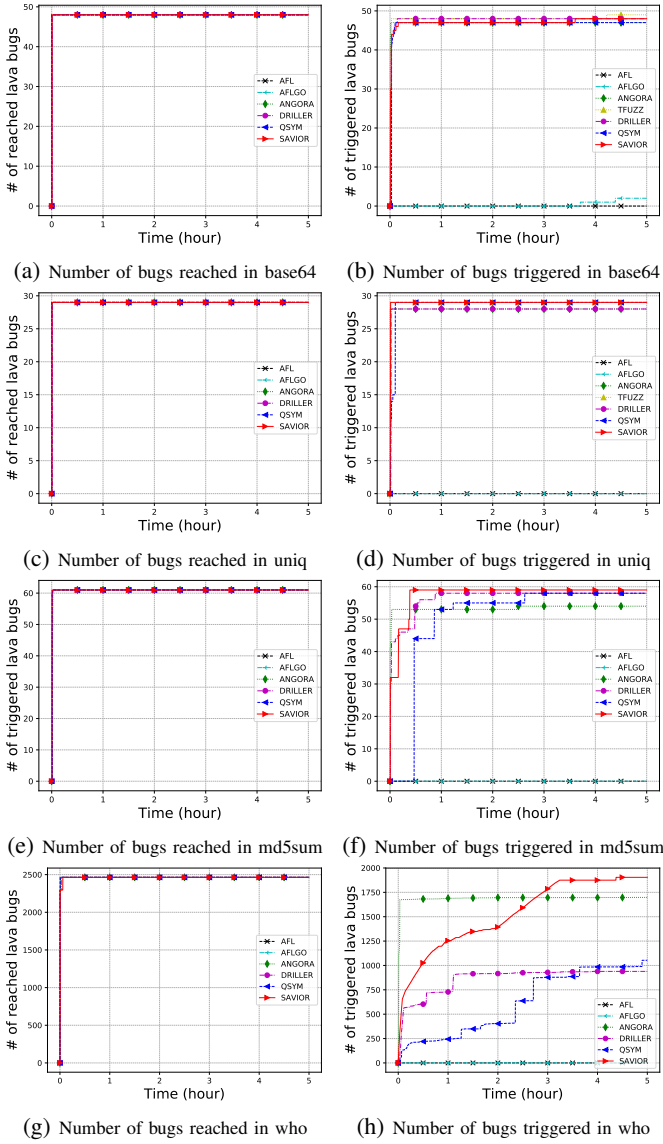 50
40
30
20
10
0
# of reached lava bugs
AFL
AFLGO
ANGORA
DRILLER
QSYM
SAVIOR
0 1 2 3 4 5
Time (hour)
(a) Number of bugs reached in base64
50
40
30
20
10
0
# of triggered lava bugs
AFL
AFLGO
ANGORA
TFUZZ
DRILLER
QSYM
SAVIOR
0 1 2 3 4 5
Time (hour)
(b) Number of bugs triggered in base64
30
25
20
15
10
5
0
# of reached lava bugs
AFL
AFLGO
ANGORA
DRILLER
QSYM
SAVIOR
0 1 2 3 4 5
Time (hour)
(c) Number of bugs reached in uniq
30
25
20
15
10
5
0
# of triggered lava bugs
AFL
AFLGO
ANGORA
TFUZZ
DRILLER
QSYM
SAVIOR
0 1 2 3 4 5
Time (hour)
(d) Number of bugs triggered in uniq
60
50
40
30
20
10
0
# of triggered lava bugs
AFL
AFLGO
ANGORA
DRILLER
QSYM
SAVIOR
0 1 2 3 4 5
Time (hour)
(e) Number of bugs reached in md5sum
60
50
40
30
20
10
0
# of triggered lava bugs
AFL
AFLGO
ANGORA
DRILLER
QSYM
SAVIOR
0 1 2 3 4 5
Time (hour)
(f) Number of bugs triggered in md5sum
2500
2000
1500
1000
500
0
# of reached lava bugs
AFL
AFLGO
ANGORA
DRILLER
QSYM
SAVIOR
0 1 2 3 4 5
Time (hour)
(g) Number of bugs reached in who
2000
1750
1500
1250
1000
750
500
250
0
# of triggered lava bugs
AFL
AFLGO
ANGORA
DRILLER
QSYM
SAVIOR
0 1 2 3 4 5
Time (hour)
(h) Number of bugs triggered in who